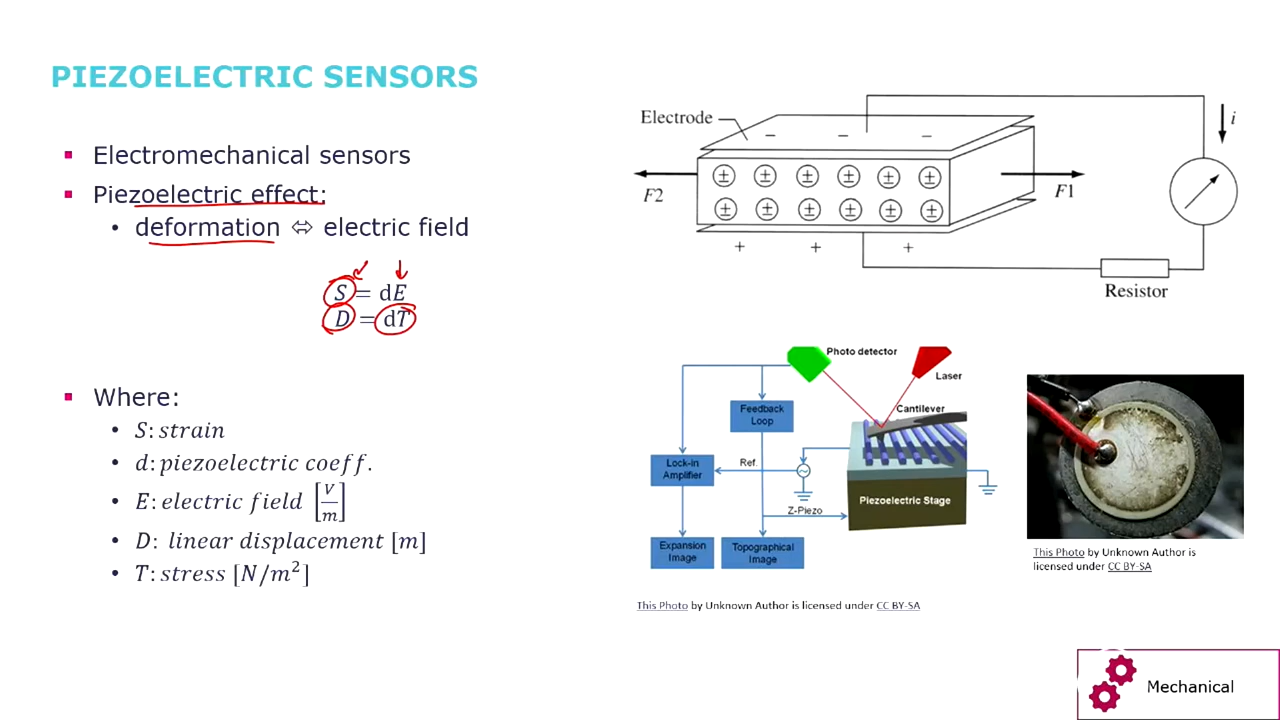 PIEZOELECTRIC SENSORS
Electromechanical sensors
Piezoelectric effect:
deformation ⇔ electric field
S = dE
D = dT
Where:
S: strain
d: piezoelectric coeff.
E: electric field [V/m]
D: linear displacement [m]
T: stress [N/m²]
Electrode
− − −
i
F2
F1
± ± ± ± ± ±
± ± ± ± ± ±
+ + +
Resistor
Photo detector
Laser
Cantilever
Feedback
Loop
Lock-in
Amplifier
Ref.
Piezoelectric Stage
Z-Piezo
Expansion
Image
Topographical
Image
This Photo by Unknown Author is licensed under CC BY-SA
This Photo by Unknown Author is
licensed under CC BY-SA
Mechanical